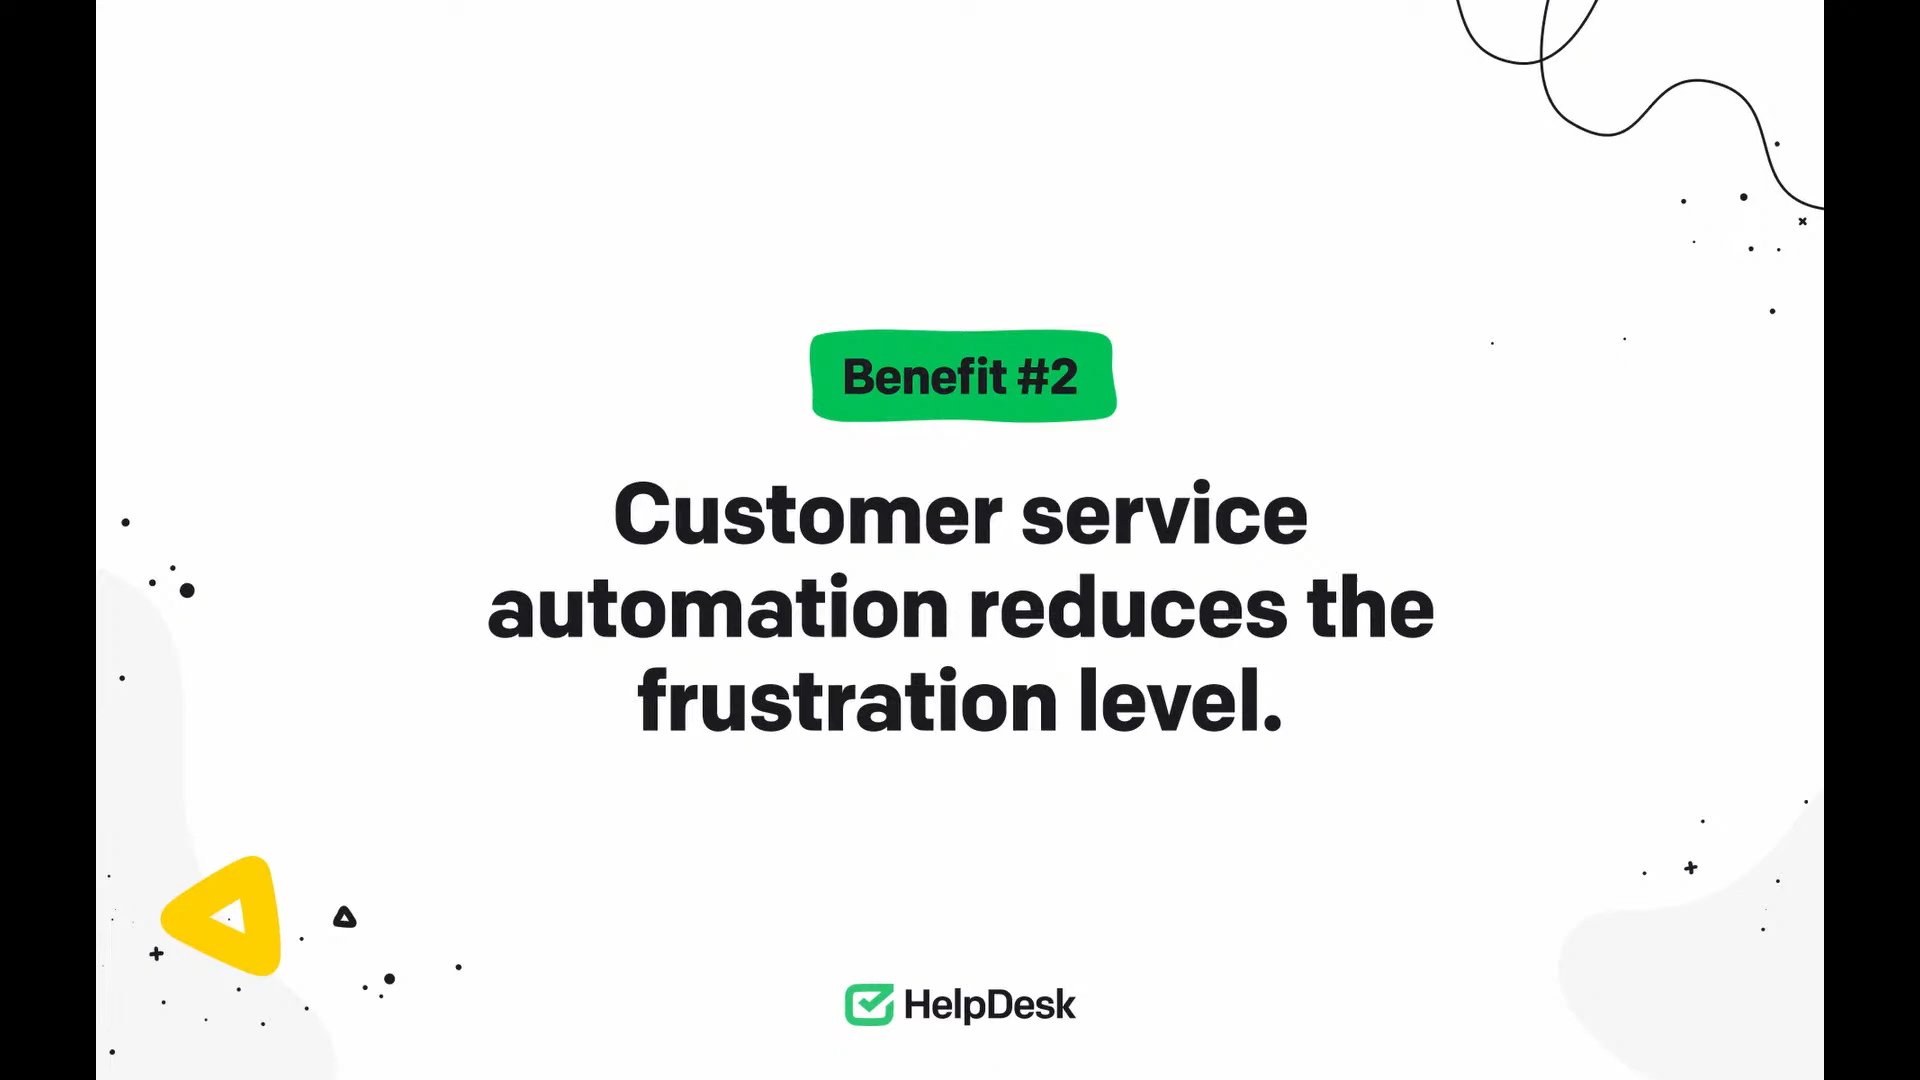 Benefit #2
Customer service
automation reduces the
frustration level.
HelpDesk